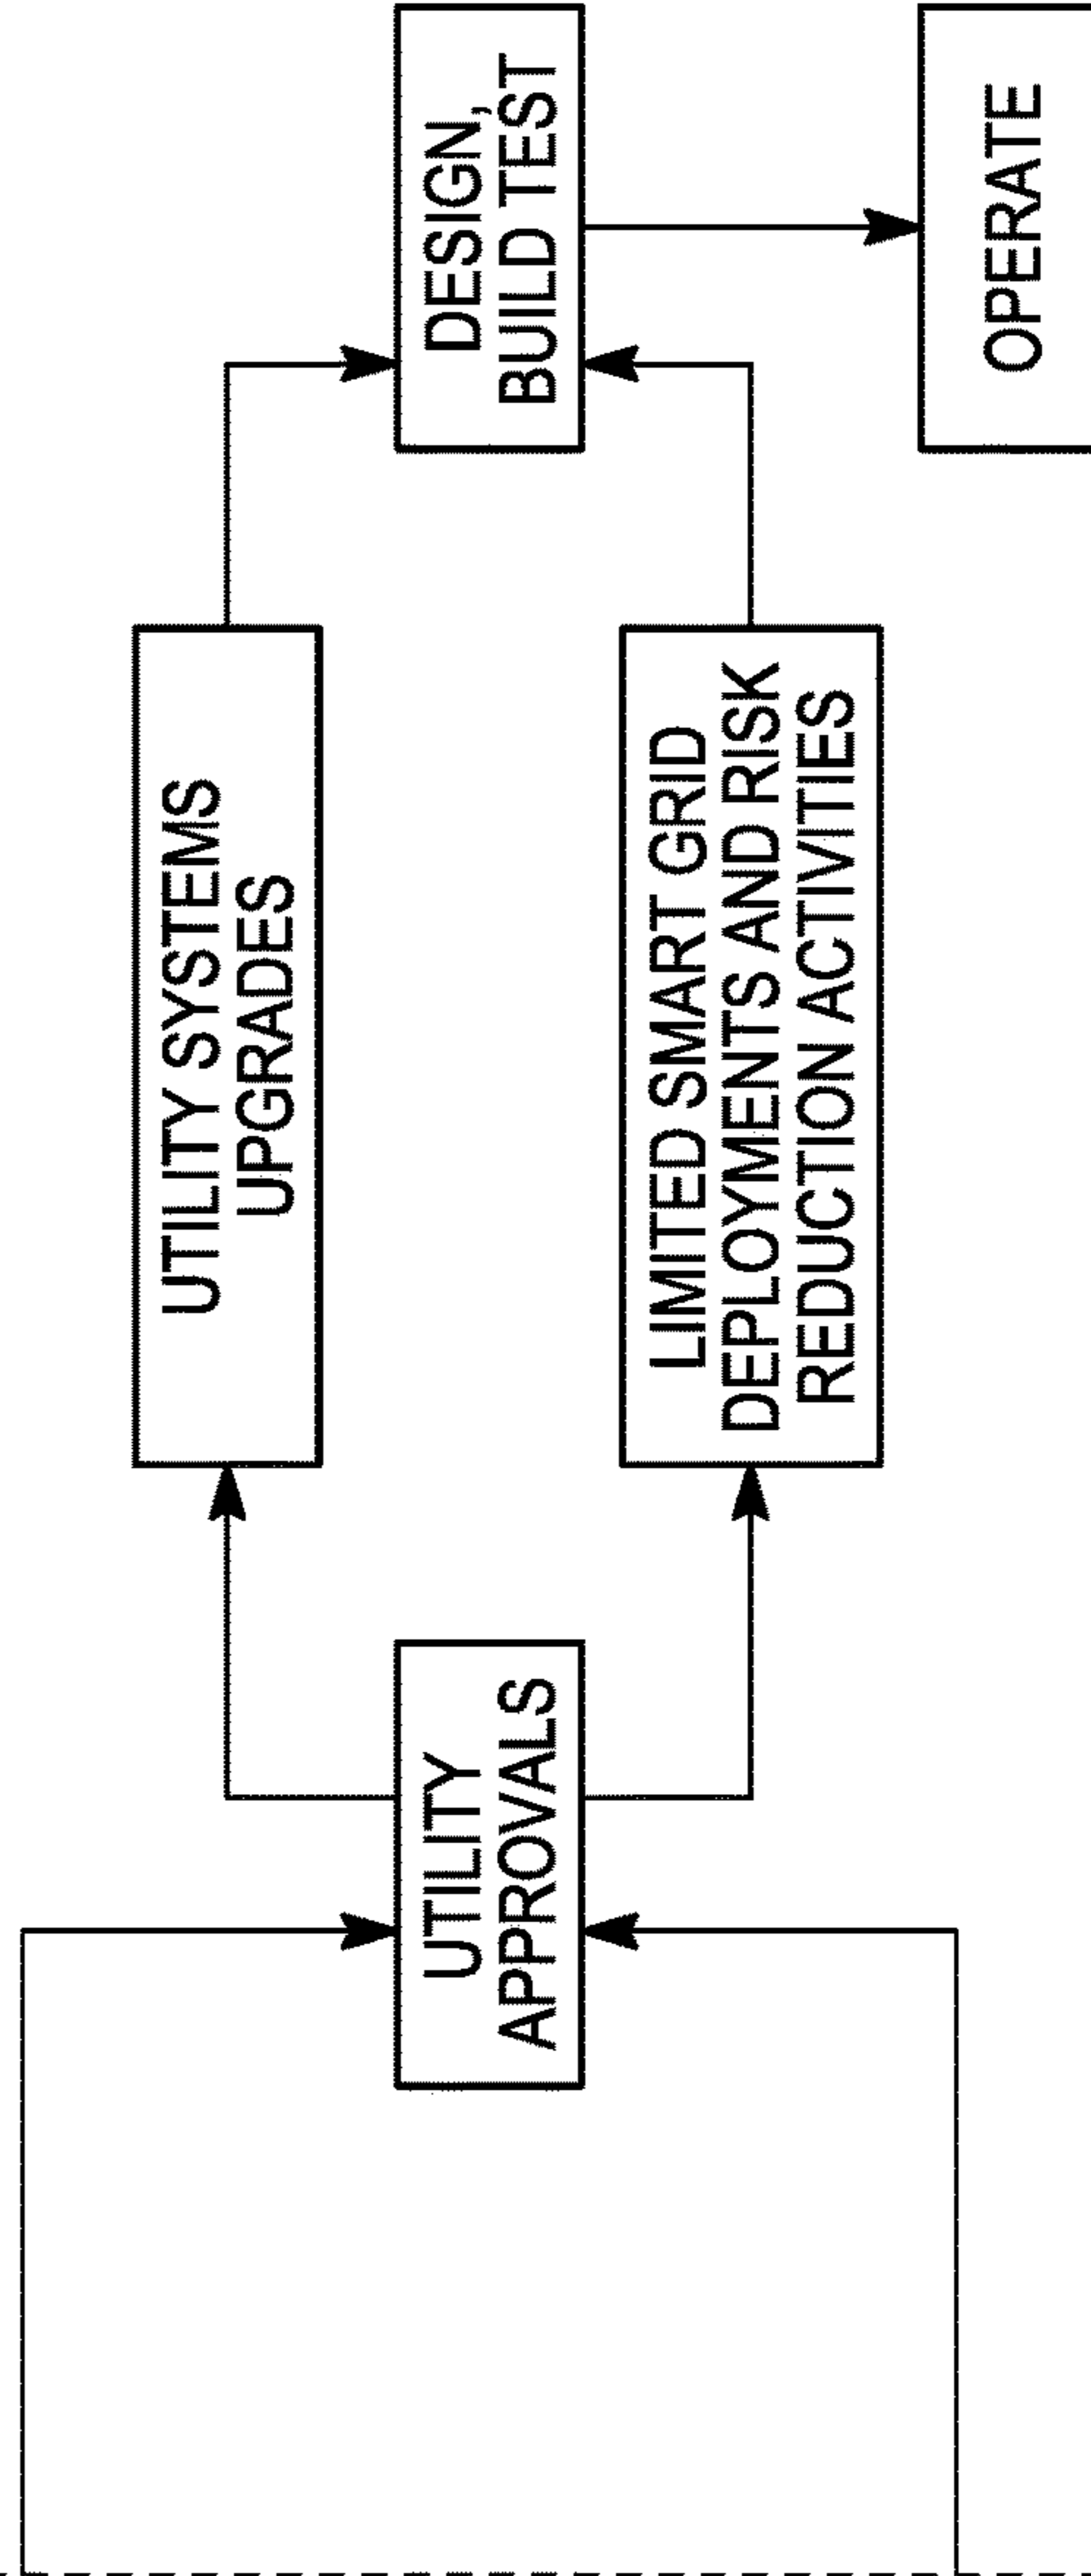 UTILITY
APPROVALS
UTILITY SYSTEMS
UPGRADES
LIMITED SMART GRID
DEPLOYMENTS AND RISK
REDUCTION ACTIVITIES
DESIGN,
BUILD TEST
OPERATE